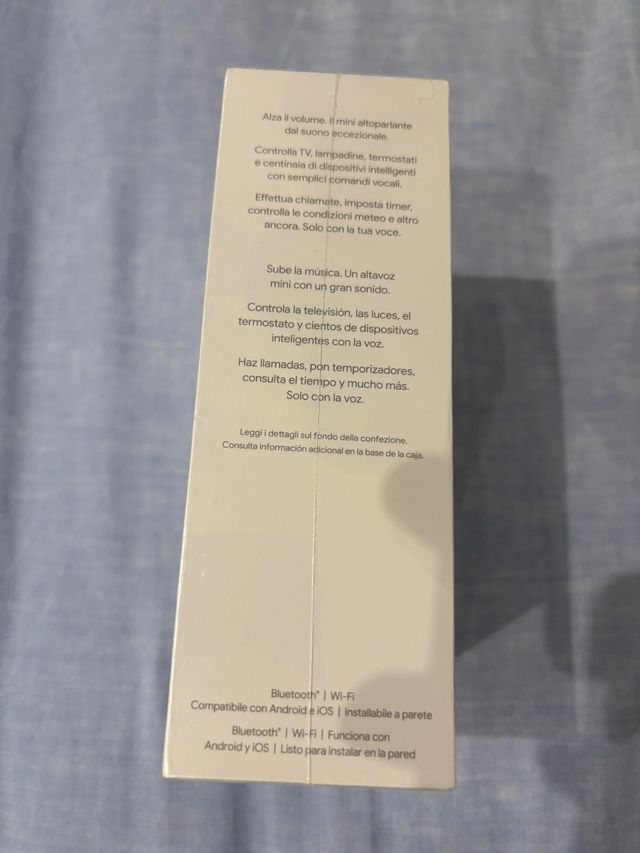 Alza il volume. Il mini altoparlante
dal suono eccezionale.
Controlla TV, lampadine, termostati
e centinaia di dispositivi intelligenti
con semplici comandi vocali.
Effettua chiamate, imposta timer,
controlla le condizioni meteo e altro
ancora. Solo con la tua voce.
Sube la música. Un altavoz
mini con un gran sonido.
Controla la televisión, las luces, el
termostato y cientos de dispositivos
inteligentes con la voz.
Haz llamadas, pon temporizadores,
consulta el tiempo y mucho más.
Solo con la voz.
Leggi i dettagli sul fondo della confezione.
Consulta información adicional en la base de la caja.
Bluetooth® | Wi-Fi
Compatibile con Android e iOS | Installabile a parete
Bluetooth® | Wi-Fi | Funciona con
Android y iOS | Listo para instalar en la pared